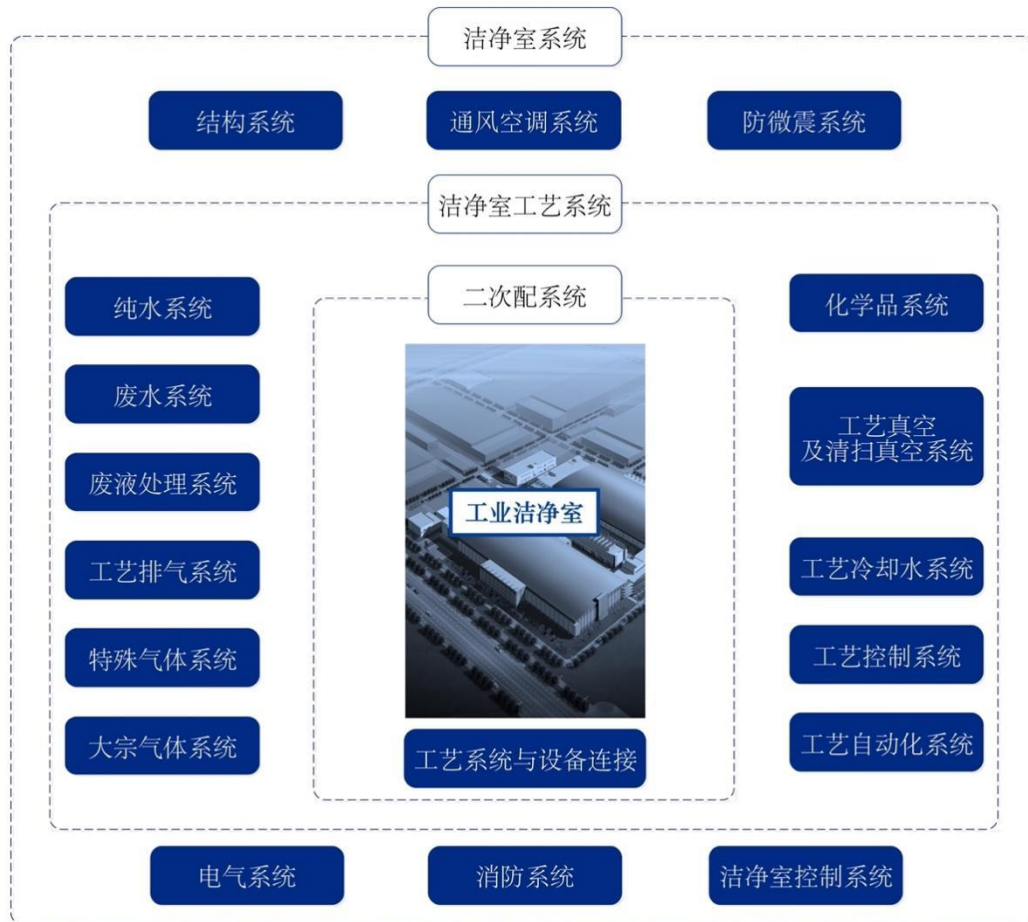 洁净室系统
结构系统
通风空调系统
防微震系统
洁净室工艺系统
二次配系统
纯水系统
废水系统
废液处理系统
工艺排气系统
特殊气体系统
大宗气体系统
工业洁净室
工艺系统与设备连接
化学品系统
工艺真空
及清扫真空系统
工艺冷却水系统
工艺控制系统
工艺自动化系统
电气系统
消防系统
洁净室控制系统